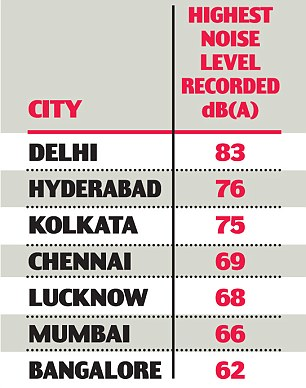 CITY
HIGHEST
NOISE
LEVEL
RECORDED
dB(A)
DELHI 83
HYDERABAD 76
KOLKATA 75
CHENNAI 69
LUCKNOW 68
MUMBAI 66
BANGALORE 62